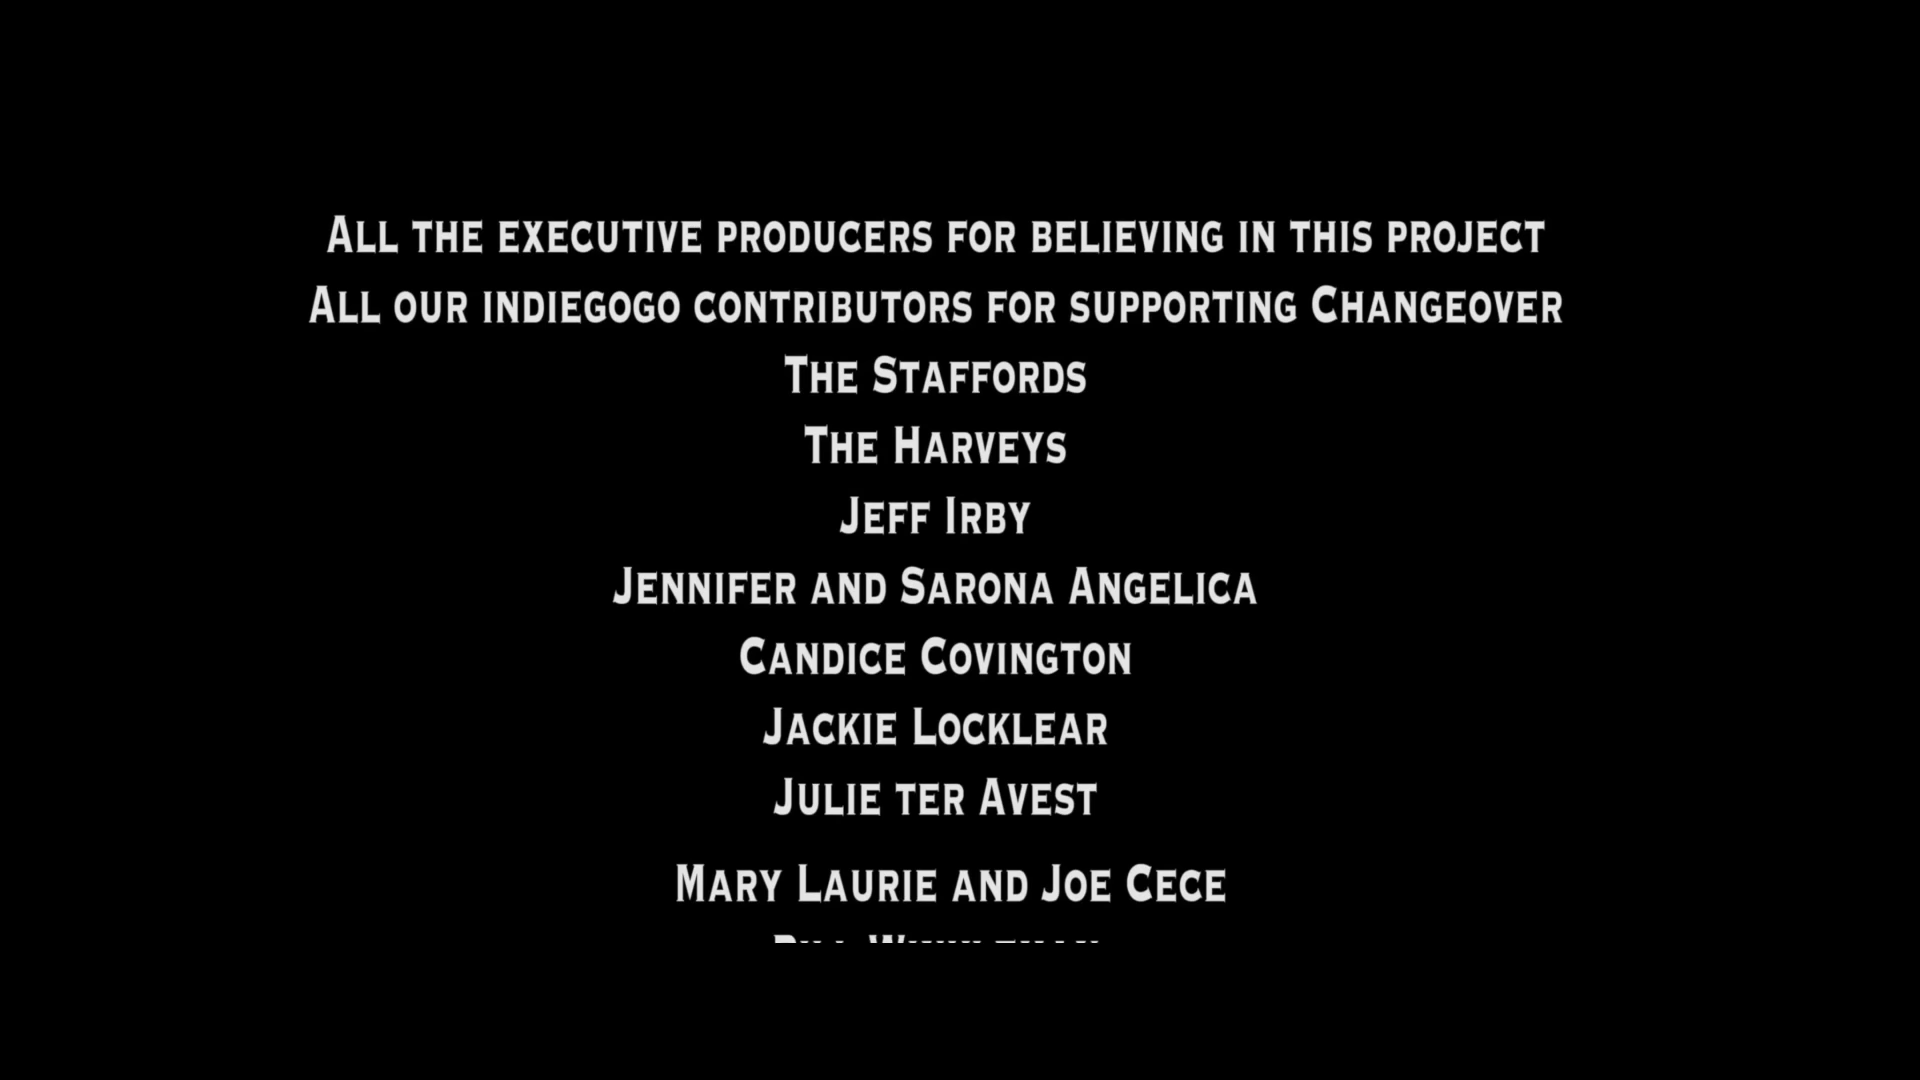 All the executive producers for believing in this project
All our indiegogo contributors for supporting Changeover
The Staffords
The Harveys
Jeff Irby
Jennifer and Sarona Angelica
Candice Covington
Jackie Locklear
Julie ter Avest
Mary Laurie and Joe Cece